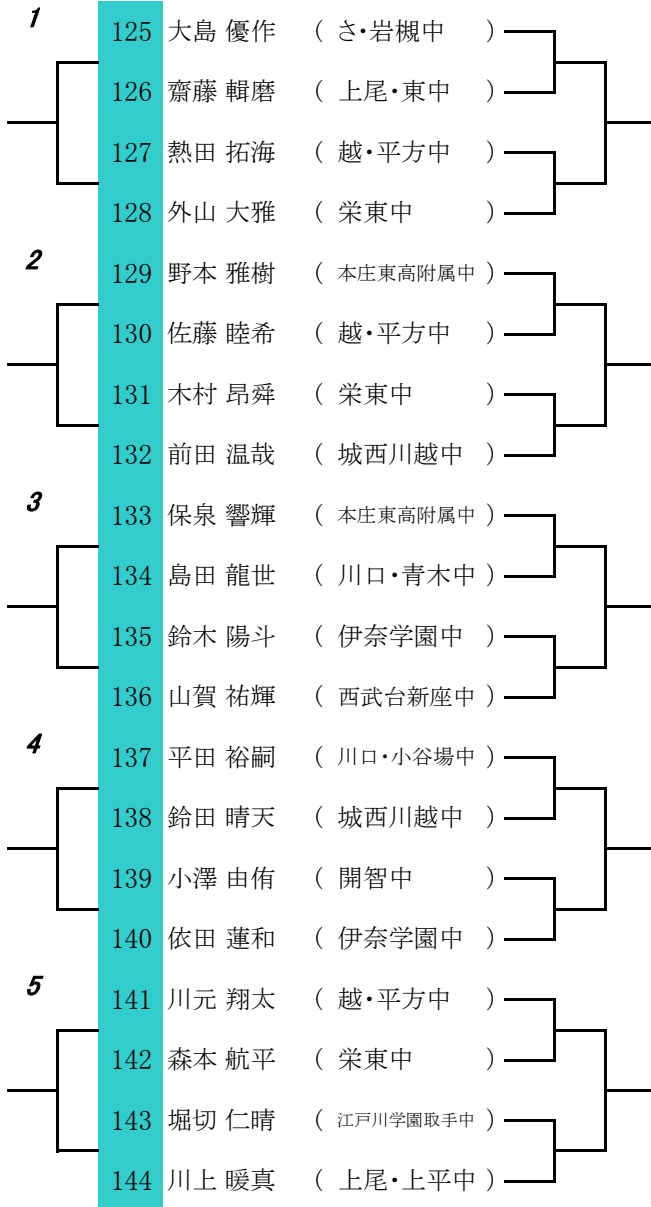 1
125 大島 優作 ( さ・岩槻中 )
126 齋藤 輯磨 ( 上尾・東中 )
127 熱田 拓海 ( 越・平方中 )
128 外山 大雅 ( 栄東中 )
2
129 野本 雅樹 ( 本庄東高附属中 )
130 佐藤 睦希 ( 越・平方中 )
131 木村 昂舜 ( 栄東中 )
132 前田 温哉 ( 城西川越中 )
3
133 保泉 響輝 ( 本庄東高附属中 )
134 島田 龍世 ( 川口・青木中 )
135 鈴木 陽斗 ( 伊奈学園中 )
136 山賀 祐輝 ( 西武台新座中 )
4
137 平田 裕嗣 ( 川口・小谷場中 )
138 鈴田 晴天 ( 城西川越中 )
139 小澤 由侑 ( 開智中 )
140 依田 蓮和 ( 伊奈学園中 )
5
141 川元 翔太 ( 越・平方中 )
142 森本 航平 ( 栄東中 )
143 堀切 仁晴 ( 江戸川学園取手中 )
144 川上 暖真 ( 上尾・上平中 )